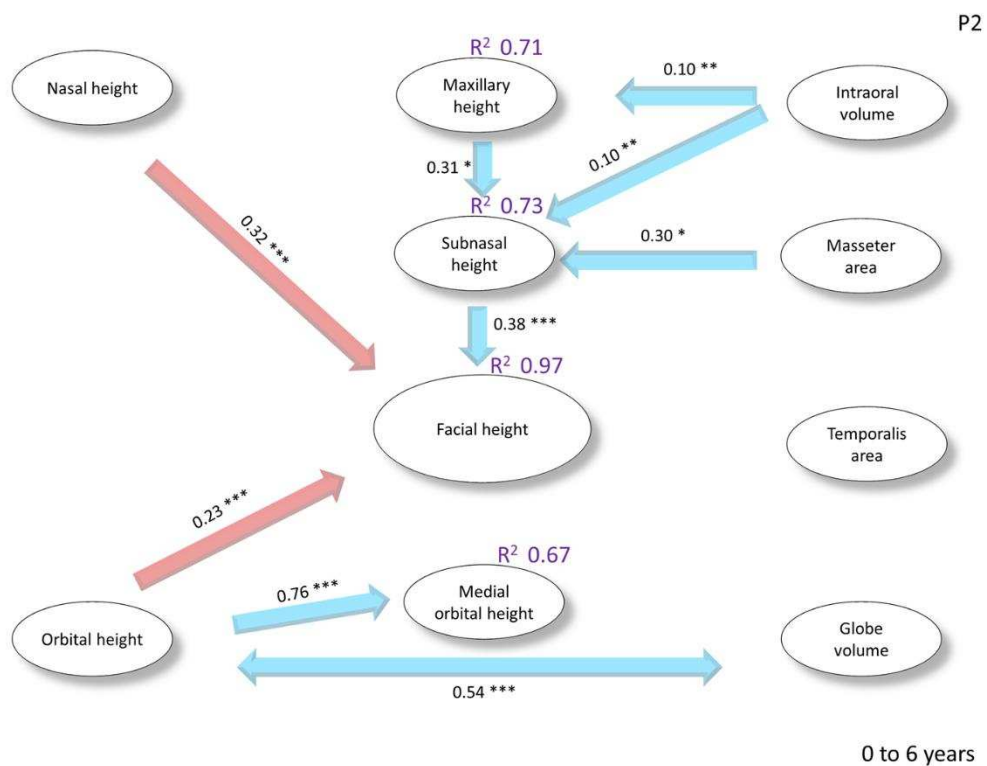 P2
R² 0.71
Nasal height
Maxillary
height
0.10 **
Intraoral
volume
0.31 *
0.10 **
R² 0.73
0.32 ***
Subnasal
height
0.30 *
Masseter
area
0.38 ***
R² 0.97
Facial height
Temporalis
area
0.23 ***
R² 0.67
0.76 ***
Medial
orbital height
Orbital height
Globe
volume
0.54 ***
0 to 6 years